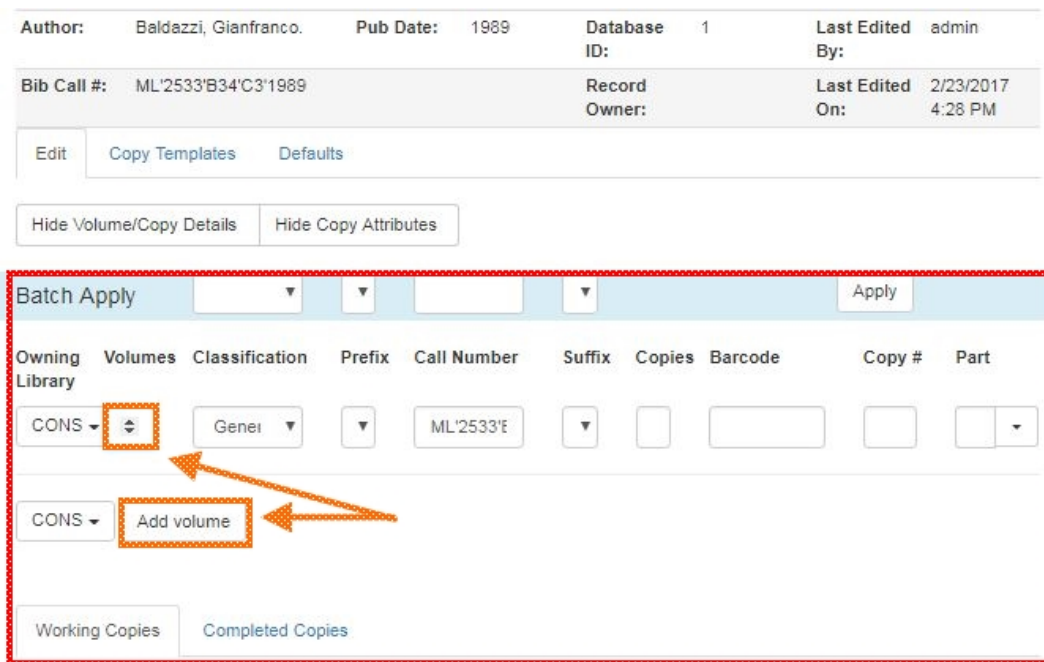 Author: Baldazzi, Gianfranco. Pub Date: 1989 Database ID: 1 Last Edited By: admin
Bib Call #: ML'2533'B34'C3'1989 Record Owner: Last Edited On: 2/23/2017 4:28 PM
Edit Copy Templates Defaults
Hide Volume/Copy Details Hide Copy Attributes
Batch Apply Apply
Owning Library Volumes Classification Prefix Call Number Suffix Copies Barcode Copy # Part
CONS Gener ML'2533'B
CONS Add volume
Working Copies Completed Copies